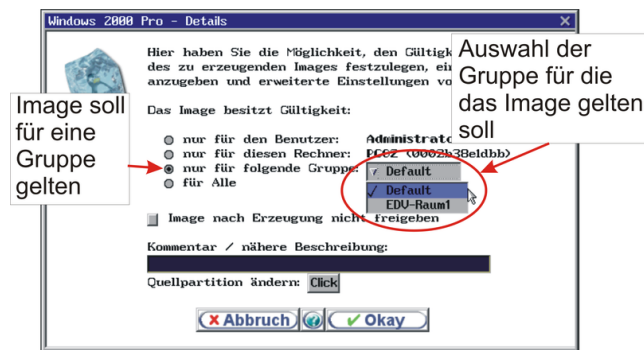 Windows 2000 Pro - Details
Hier haben Sie die Möglichkeit, den Gültigk
des zu erzeugenden Images festzulegen, ei
anzugeben und erweiterte Einstellungen vo
Auswahl der
Gruppe für die
das Image gelten
soll
Image soll
für eine
Gruppe
gelten
Das Image besitzt Gültigkeit:
nur für den Benutzer: Administrato
nur für diesen Rechner: PC02 (0002b38e1dbb)
nur für folgende Gruppe: Default
für Alle
Default
EDV-Raum1
Image nach Erzeugung nicht freigeben
Kommentar / nähere Beschreibung:
Quellpartition ändern: Click
Abbruch Okay